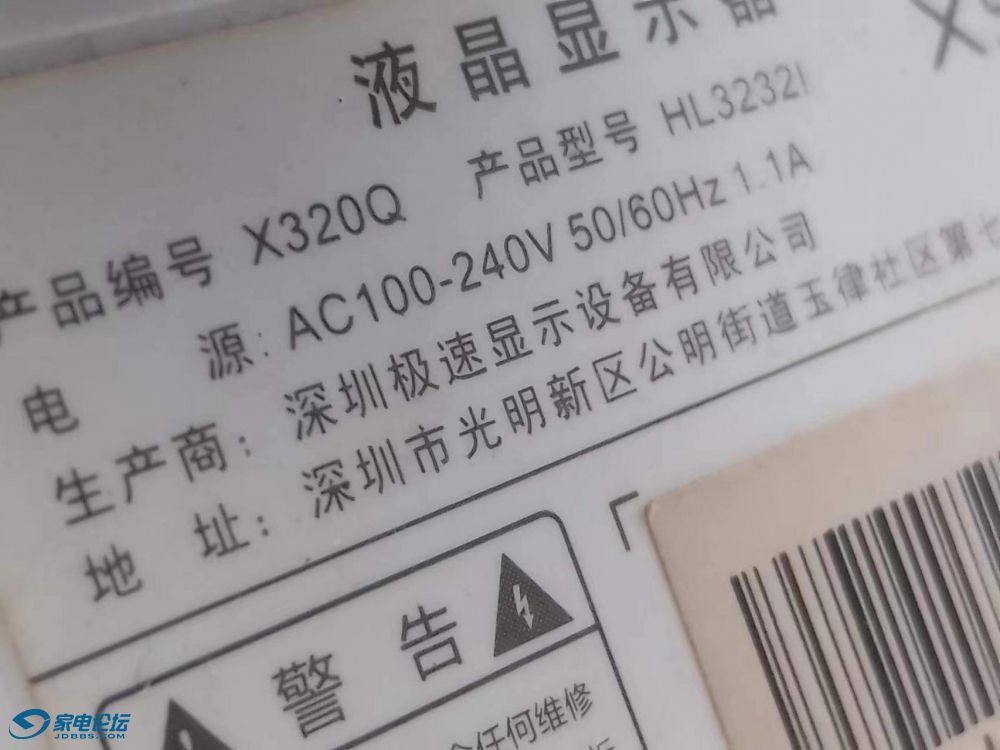 液晶显示器
产品编号 X320Q 产品型号 HL3232I
电 源: AC100-240V 50/60Hz 1.1A
生产商: 深圳极速显示设备有限公司
地 址: 深圳市光明新区公明街道玉律社区第七
警告
任何维修
家电论坛
JDBBS.COM